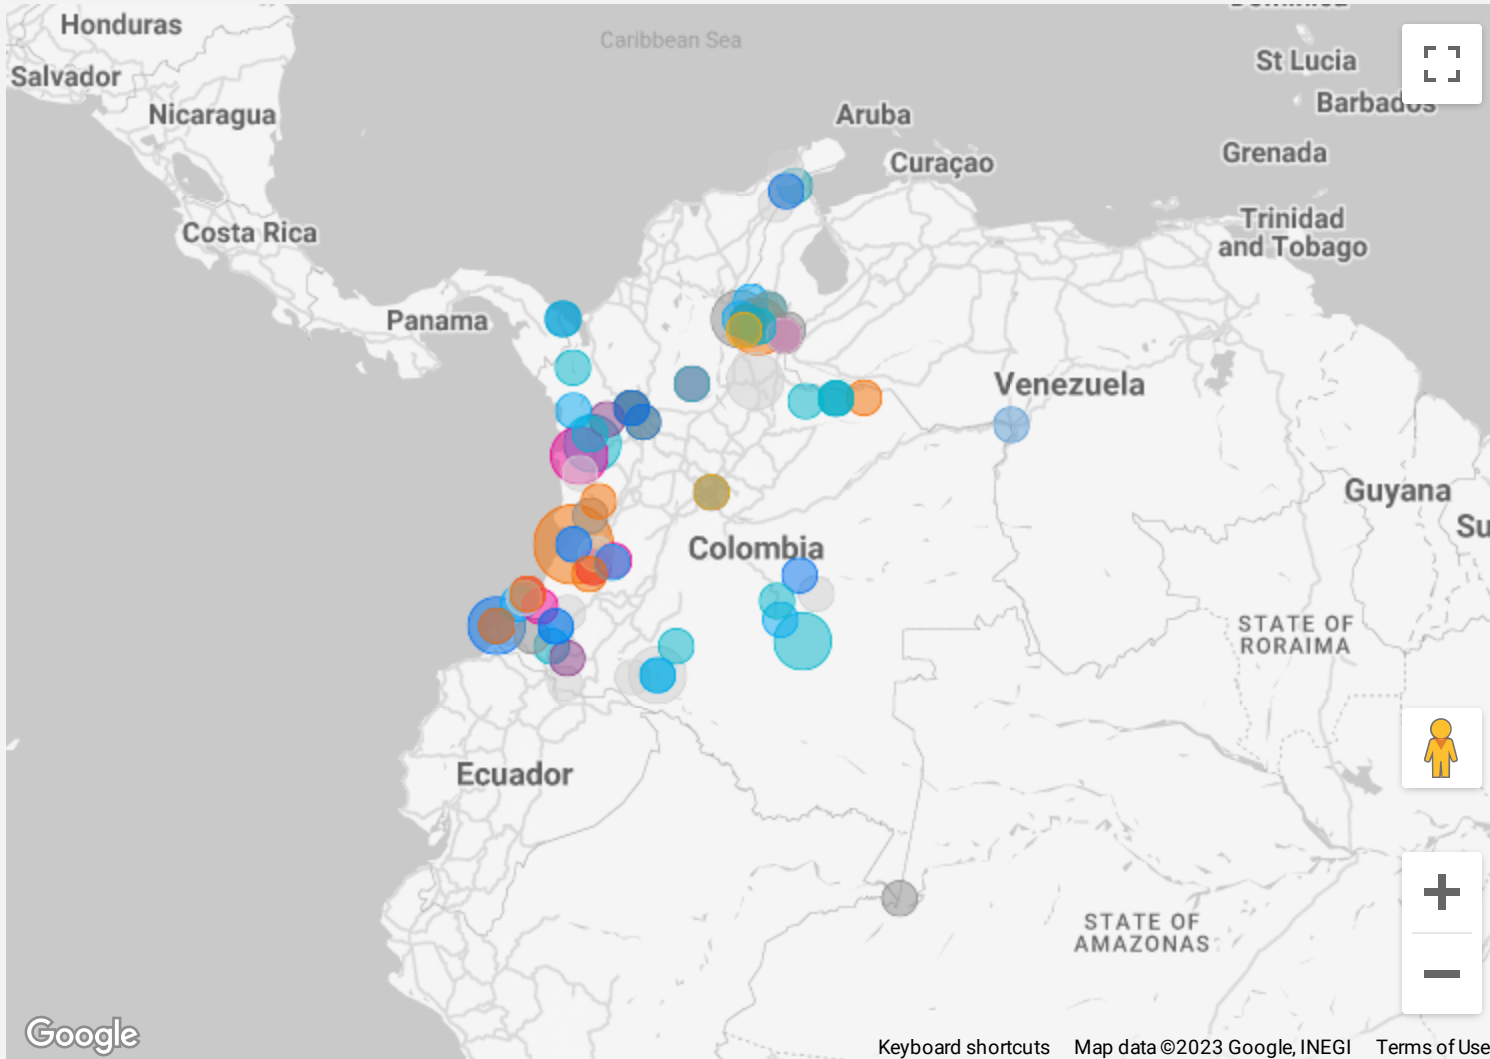 Honduras
Caribbean Sea
Salvador
St Lucia
Nicaragua
Aruba
Barbados
Curaçao
Grenada
Costa Rica
Trinidad
and Tobago
Panama
Venezuela
Guyana
Su
Colombia
STATE OF
RORAIMA
Ecuador
STATE OF
AMAZONAS
Google
Keyboard shortcuts
Map data ©2023 Google, INEGI
Terms of Use